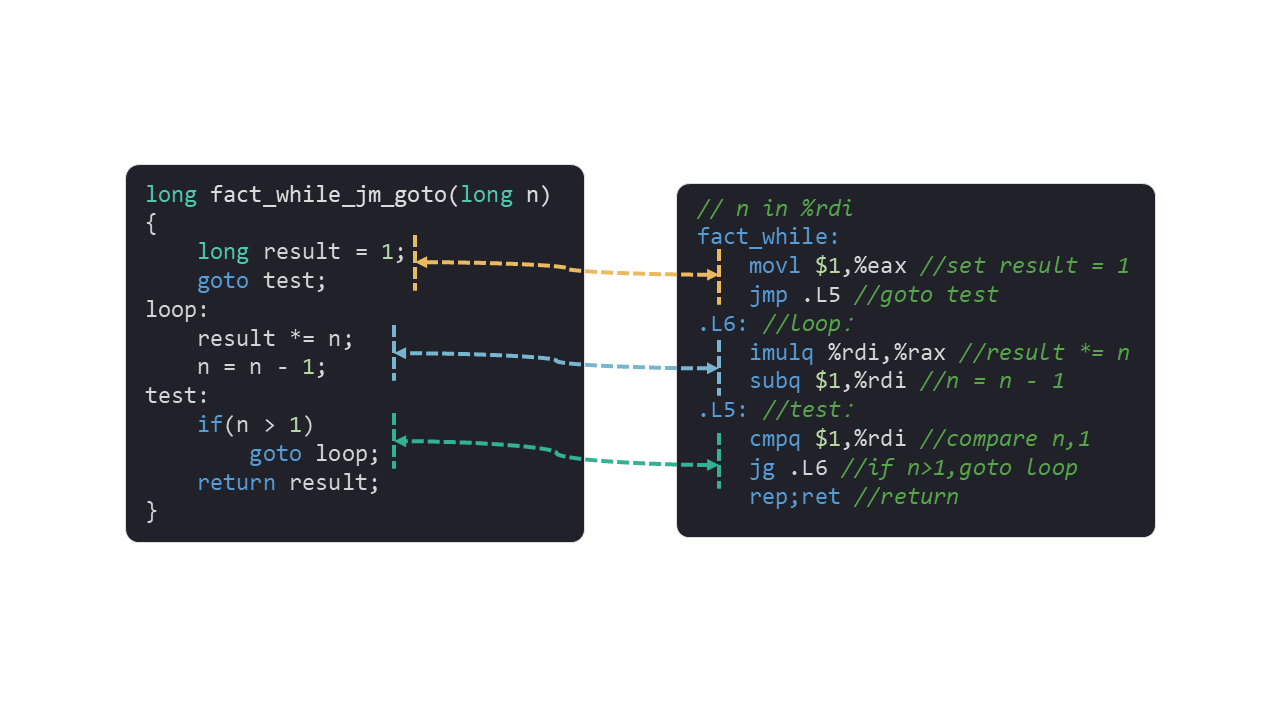 long fact_while_jm_goto(long n)
{
    long result = 1;
    goto test;
loop:
    result *= n;
    n = n - 1;
test:
    if(n > 1)
        goto loop;
    return result;
}
// n in %rdi
fact_while:
    movl $1,%eax //set result = 1
    jmp .L5 //goto test
.L6: //loop:
    imulq %rdi,%rax //result *= n
    subq $1,%rdi //n = n - 1
.L5: //test:
    cmpq $1,%rdi //compare n,1
    jg .L6 //if n>1,goto loop
    rep;ret //return